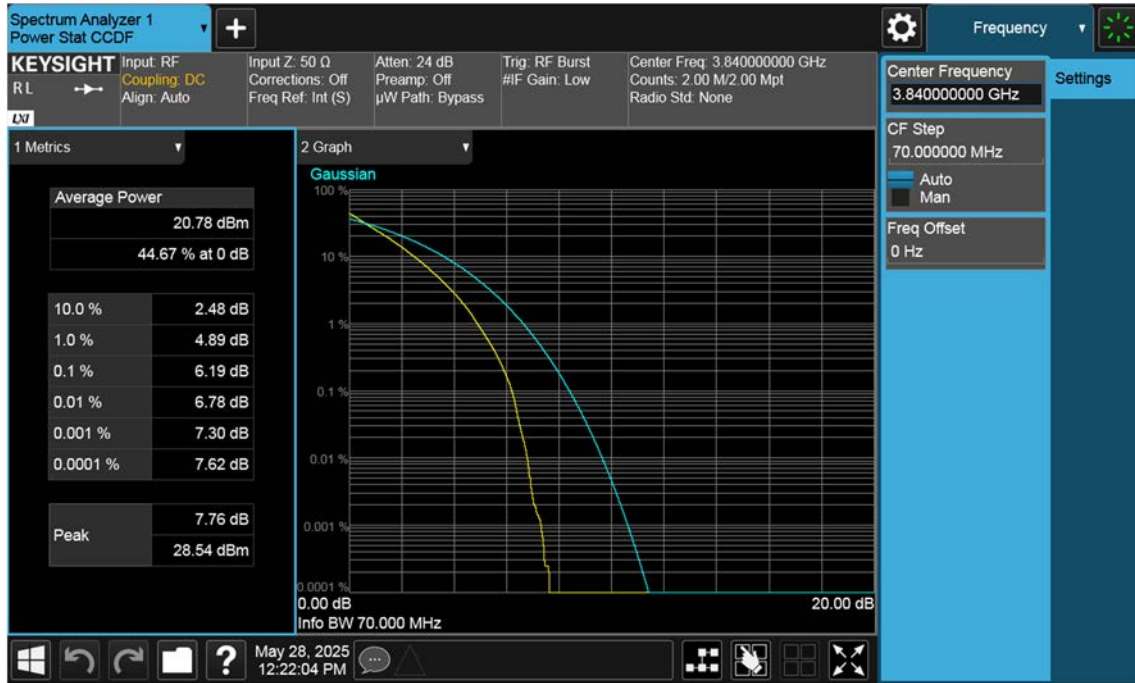 Spectrum Analyzer 1
Power Stat CCDF
Frequency
KEYSIGHT
RL
LXI
Input: RF
Coupling: DC
Align: Auto
Input Z: 50 Ω
Corrections: Off
Freq Ref: Int (S)
Atten: 24 dB
Preamp: Off
µW Path: Bypass
Trig: RF Burst
#IF Gain: Low
Center Freq: 3.840000000 GHz
Counts: 2.00 M/2.00 Mpt
Radio Std: None
1 Metrics
Average Power
20.78 dBm
44.67 % at 0 dB
10.0 % 2.48 dB
1.0 % 4.89 dB
0.1 % 6.19 dB
0.01 % 6.78 dB
0.001 % 7.30 dB
0.0001 % 7.62 dB
Peak
7.76 dB
28.54 dBm
2 Graph
Gaussian
100 %
10 %
1 %
0.1 %
0.01 %
0.001 %
0.0001 %
0.00 dB
20.00 dB
Info BW 70.000 MHz
Center Frequency
3.840000000 GHz
CF Step
70.000000 MHz
Auto
Man
Freq Offset
0 Hz
Settings
?
May 28, 2025
12:22:04 PM